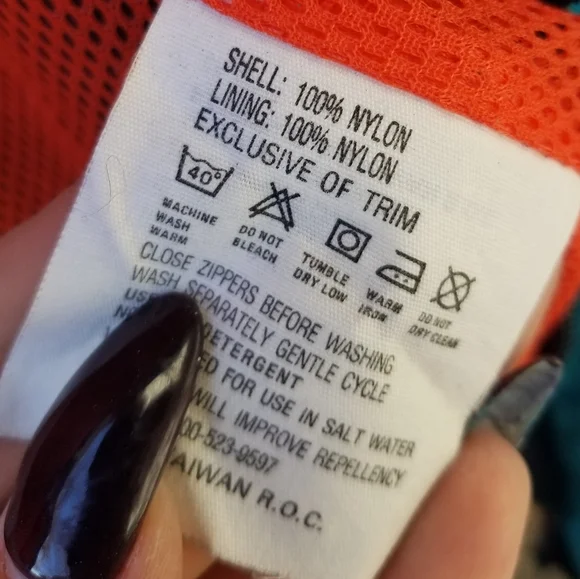 SHELL: 100% NYLON
LINING: 100% NYLON
EXCLUSIVE OF TRIM
40°
MACHINE WASH WARM
DO NOT BLEACH
TUMBLE DRY LOW
WARM IRON
DO NOT DRY CLEAN
CLOSE ZIPPERS BEFORE WASHING
WASH SEPARATELY GENTLE CYCLE
DETERGENT
FOR USE IN SALT WATER
WILL IMPROVE REPELLENCY
00-523-9597
AIWAN R.O.C.